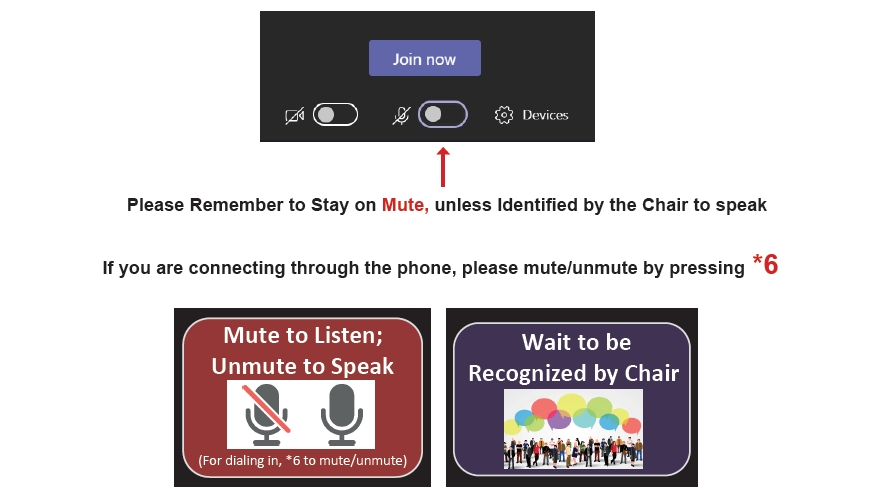 Join now
Devices
Please Remember to Stay on Mute, unless Identified by the Chair to speak
If you are connecting through the phone, please mute/unmute by pressing *6
Mute to Listen;
Unmute to Speak
(For dialing in, *6 to mute/unmute)
Wait to be
Recognized by Chair